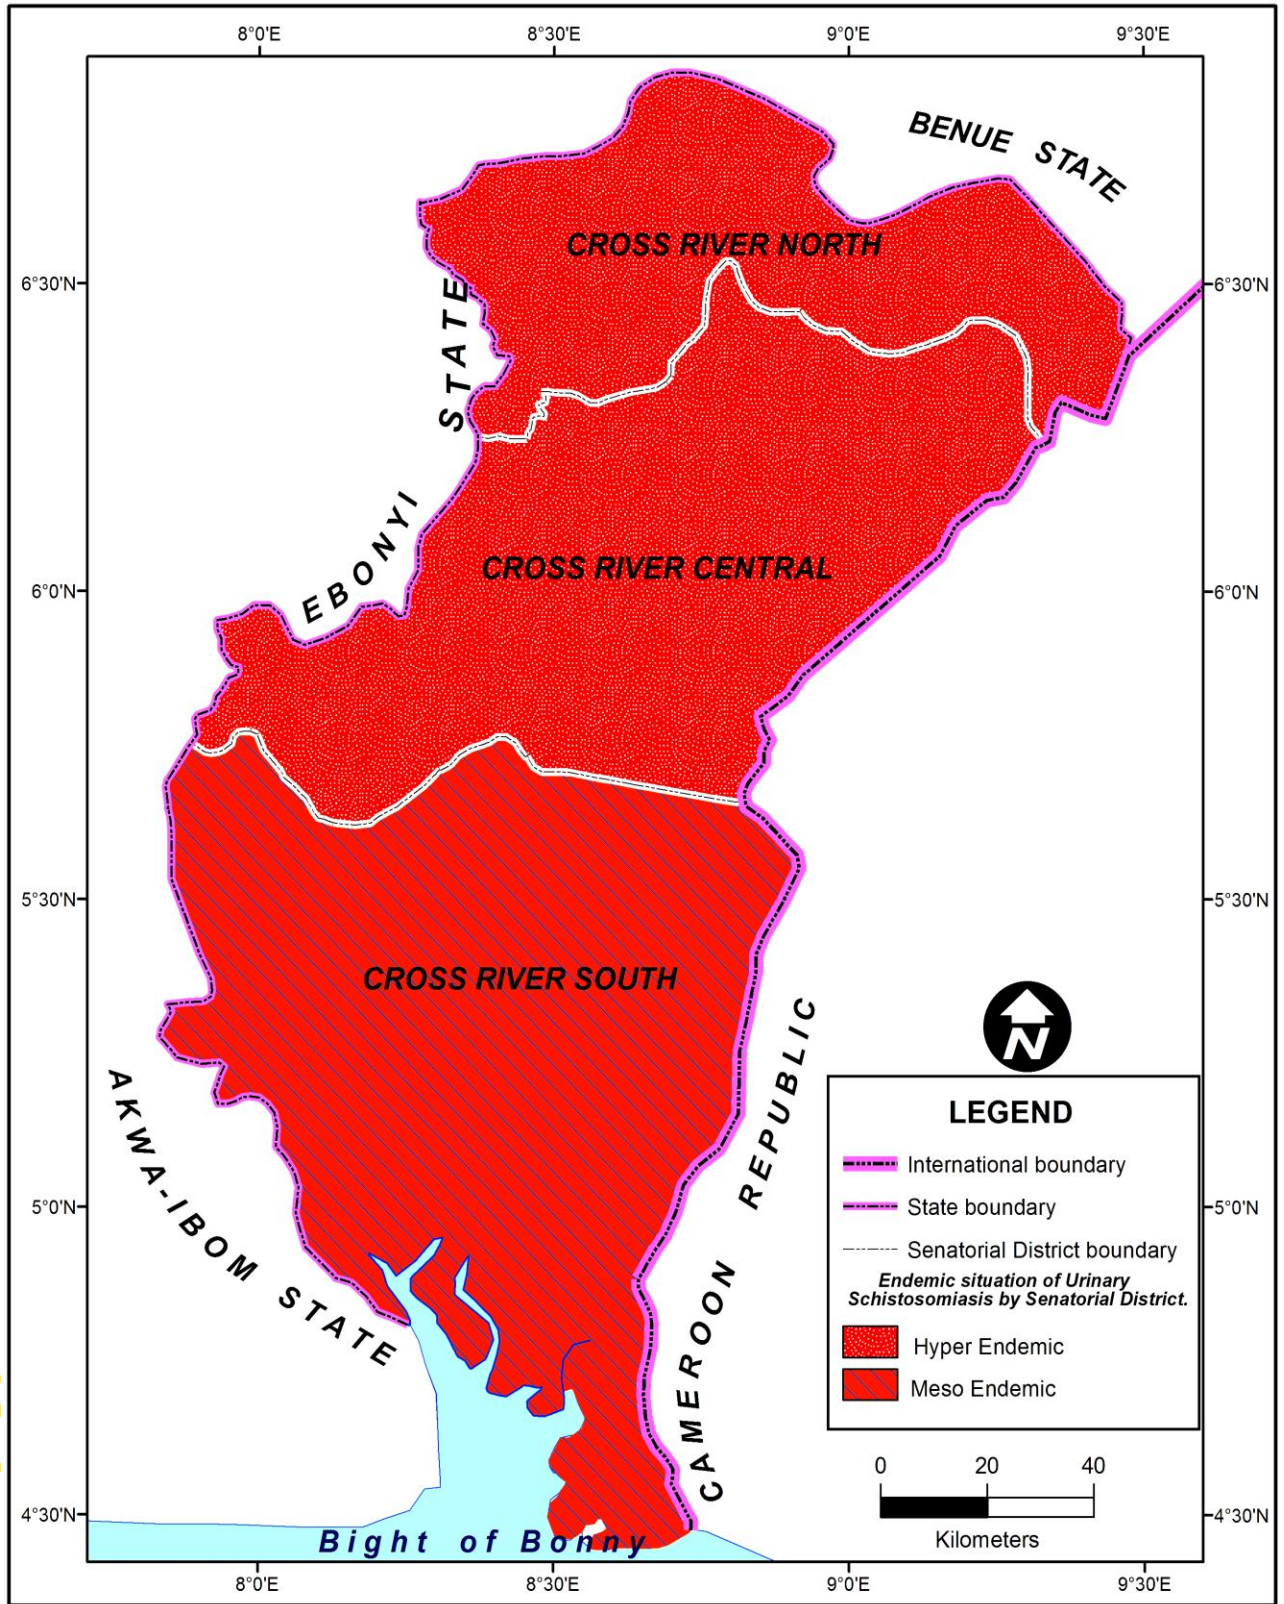 8°0'E 8°30'E 9°0'E 9°30'E
BENUE STATE
CROSS RIVER NORTH
6°30'N 6°30'N
EBONYI STATE
CROSS RIVER CENTRAL
6°0'N 6°0'N
5°30'N 5°30'N
CROSS RIVER SOUTH
AKWA-IBOM STATE
CAMEROON REPUBLIC
N
LEGEND
International boundary
State boundary
Senatorial District boundary
Endemic situation of Urinary
Schistosomiasis by Senatorial District.
Hyper Endemic
Meso Endemic
5°0'N 5°0'N
0 20 40
Kilometers
4°30'N 4°30'N
Bight of Bonny
8°0'E 8°30'E 9°0'E 9°30'E